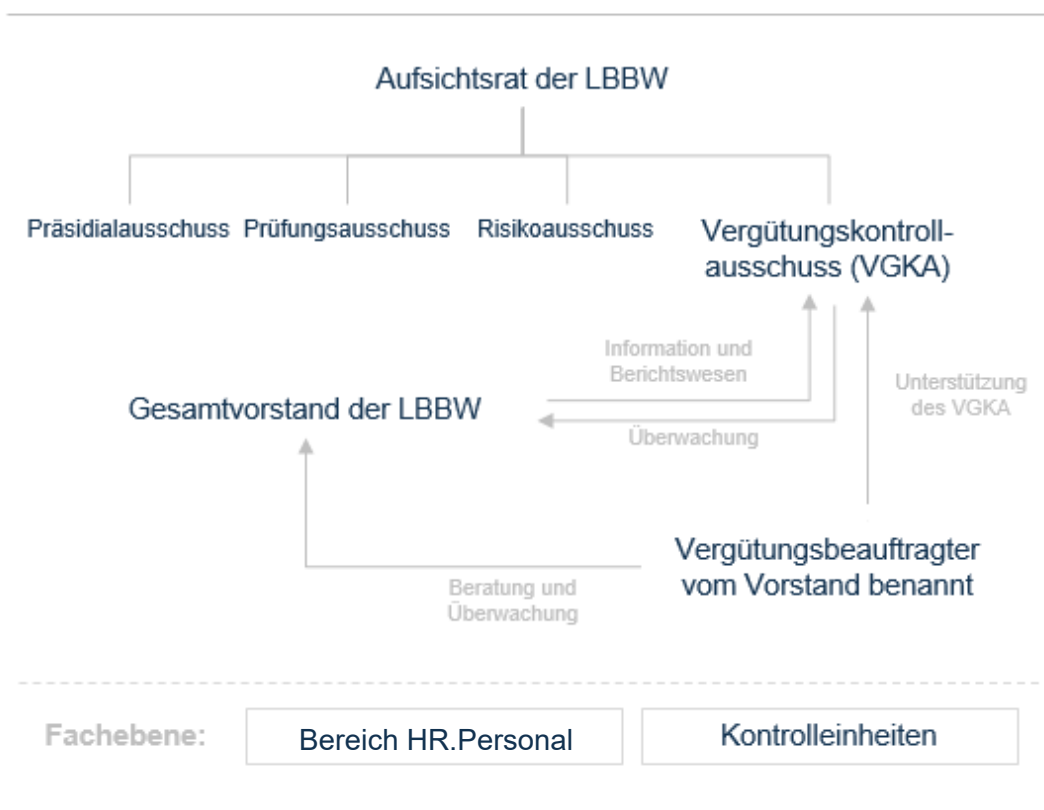 Aufsichtsrat der LBBW
Präsidialausschuss
Prüfungsausschuss
Risikoausschuss
Vergütungskontroll-
ausschuss (VGKA)
Information und
Berichtswesen
Unterstützung
des VGKA
Gesamtvorstand der LBBW
Überwachung
Vergütungsbeauftragter
vom Vorstand benannt
Beratung und
Überwachung
Fachebene:
Bereich HR.Personal
Kontrolleinheiten